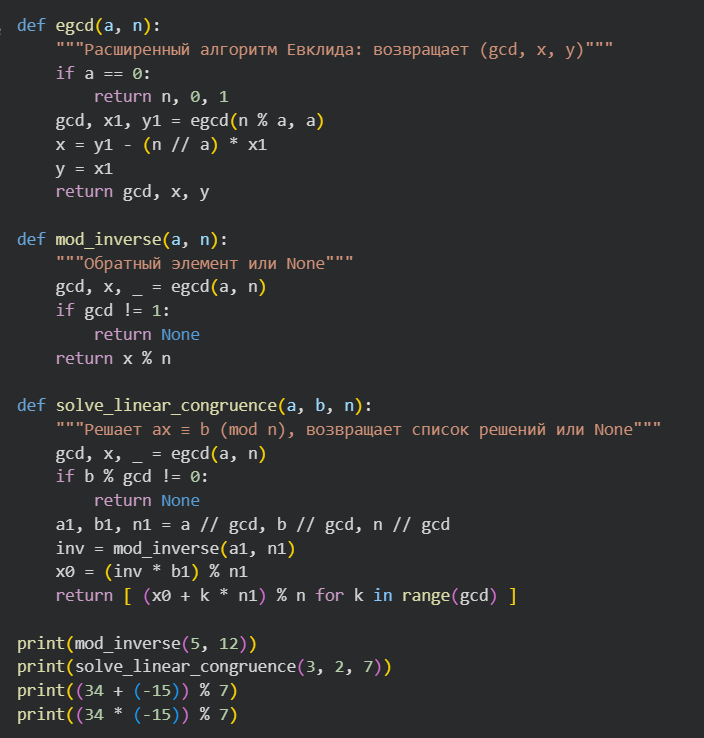 def egcd(a, n):
    """Расширенный алгоритм Евклида: возвращает (gcd, x, y)"""
    if a == 0:
        return n, 0, 1
    gcd, x1, y1 = egcd(n % a, a)
    x = y1 - (n // a) * x1
    y = x1
    return gcd, x, y

def mod_inverse(a, n):
    """Обратный элемент или None"""
    gcd, x, _ = egcd(a, n)
    if gcd != 1:
        return None
    return x % n

def solve_linear_congruence(a, b, n):
    """Решает ax ≡ b (mod n), возвращает список решений или None"""
    gcd, x, _ = egcd(a, n)
    if b % gcd != 0:
        return None
    a1, b1, n1 = a // gcd, b // gcd, n // gcd
    inv = mod_inverse(a1, n1)
    x0 = (inv * b1) % n1
    return [ (x0 + k * n1) % n for k in range(gcd) ]

print(mod_inverse(5, 12))
print(solve_linear_congruence(3, 2, 7))
print((34 + (-15)) % 7)
print((34 * (-15)) % 7)